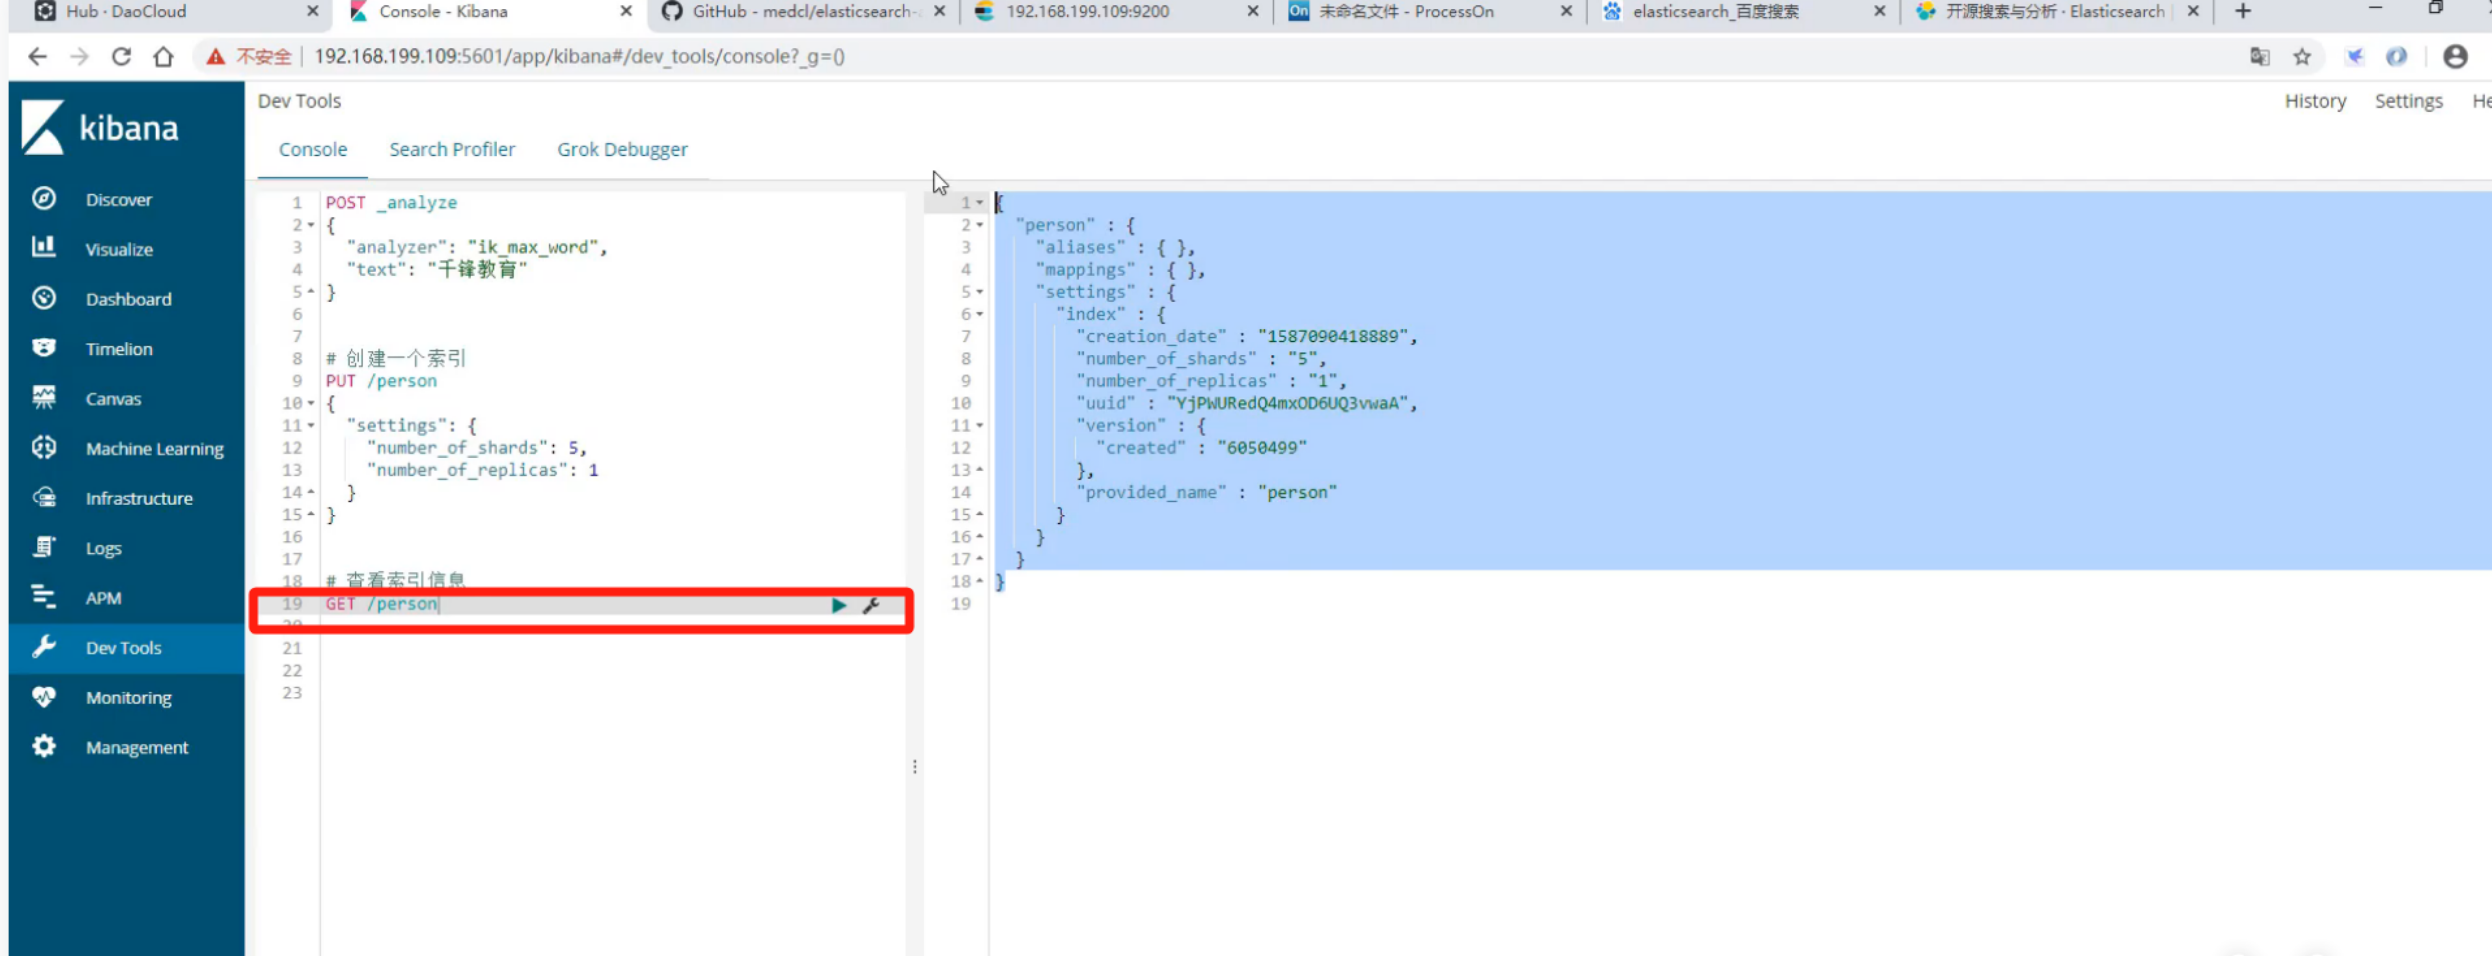 Hub · DaoCloud
Console - Kibana
GitHub - medcl/elasticsearch-
192.168.199.109:9200
未命名文件 - ProcessOn
elasticsearch_百度搜索
开源搜索与分析 · Elasticsearch
不安全
192.168.199.109:5601/app/kibana#/dev_tools/console?_g=()
kibana
Discover
Visualize
Dashboard
Timelion
Canvas
Machine Learning
Infrastructure
Logs
APM
Dev Tools
Monitoring
Management
Dev Tools
History Settings He
Console Search Profiler Grok Debugger
1 POST _analyze
2 {
3 "analyzer": "ik_max_word",
4 "text": "千锋教育"
5 }
6
7
8 # 创建一个索引
9 PUT /person
10 {
11 "settings": {
12 "number_of_shards": 5,
13 "number_of_replicas": 1
14 }
15 }
16
17
18 # 查看索引信息
19 GET /person
20
21
22
23
1 {
2 "person" : {
3 "aliases" : { },
4 "mappings" : { },
5 "settings" : {
6 "index" : {
7 "creation_date" : "1587090418889",
8 "number_of_shards" : "5",
9 "number_of_replicas" : "1",
10 "uuid" : "YjPWURedQ4mxOD6UQ3vwaA",
11 "version" : {
12 "created" : "6050499"
13 },
14 "provided_name" : "person"
15 }
16 }
17 }
18 }
19